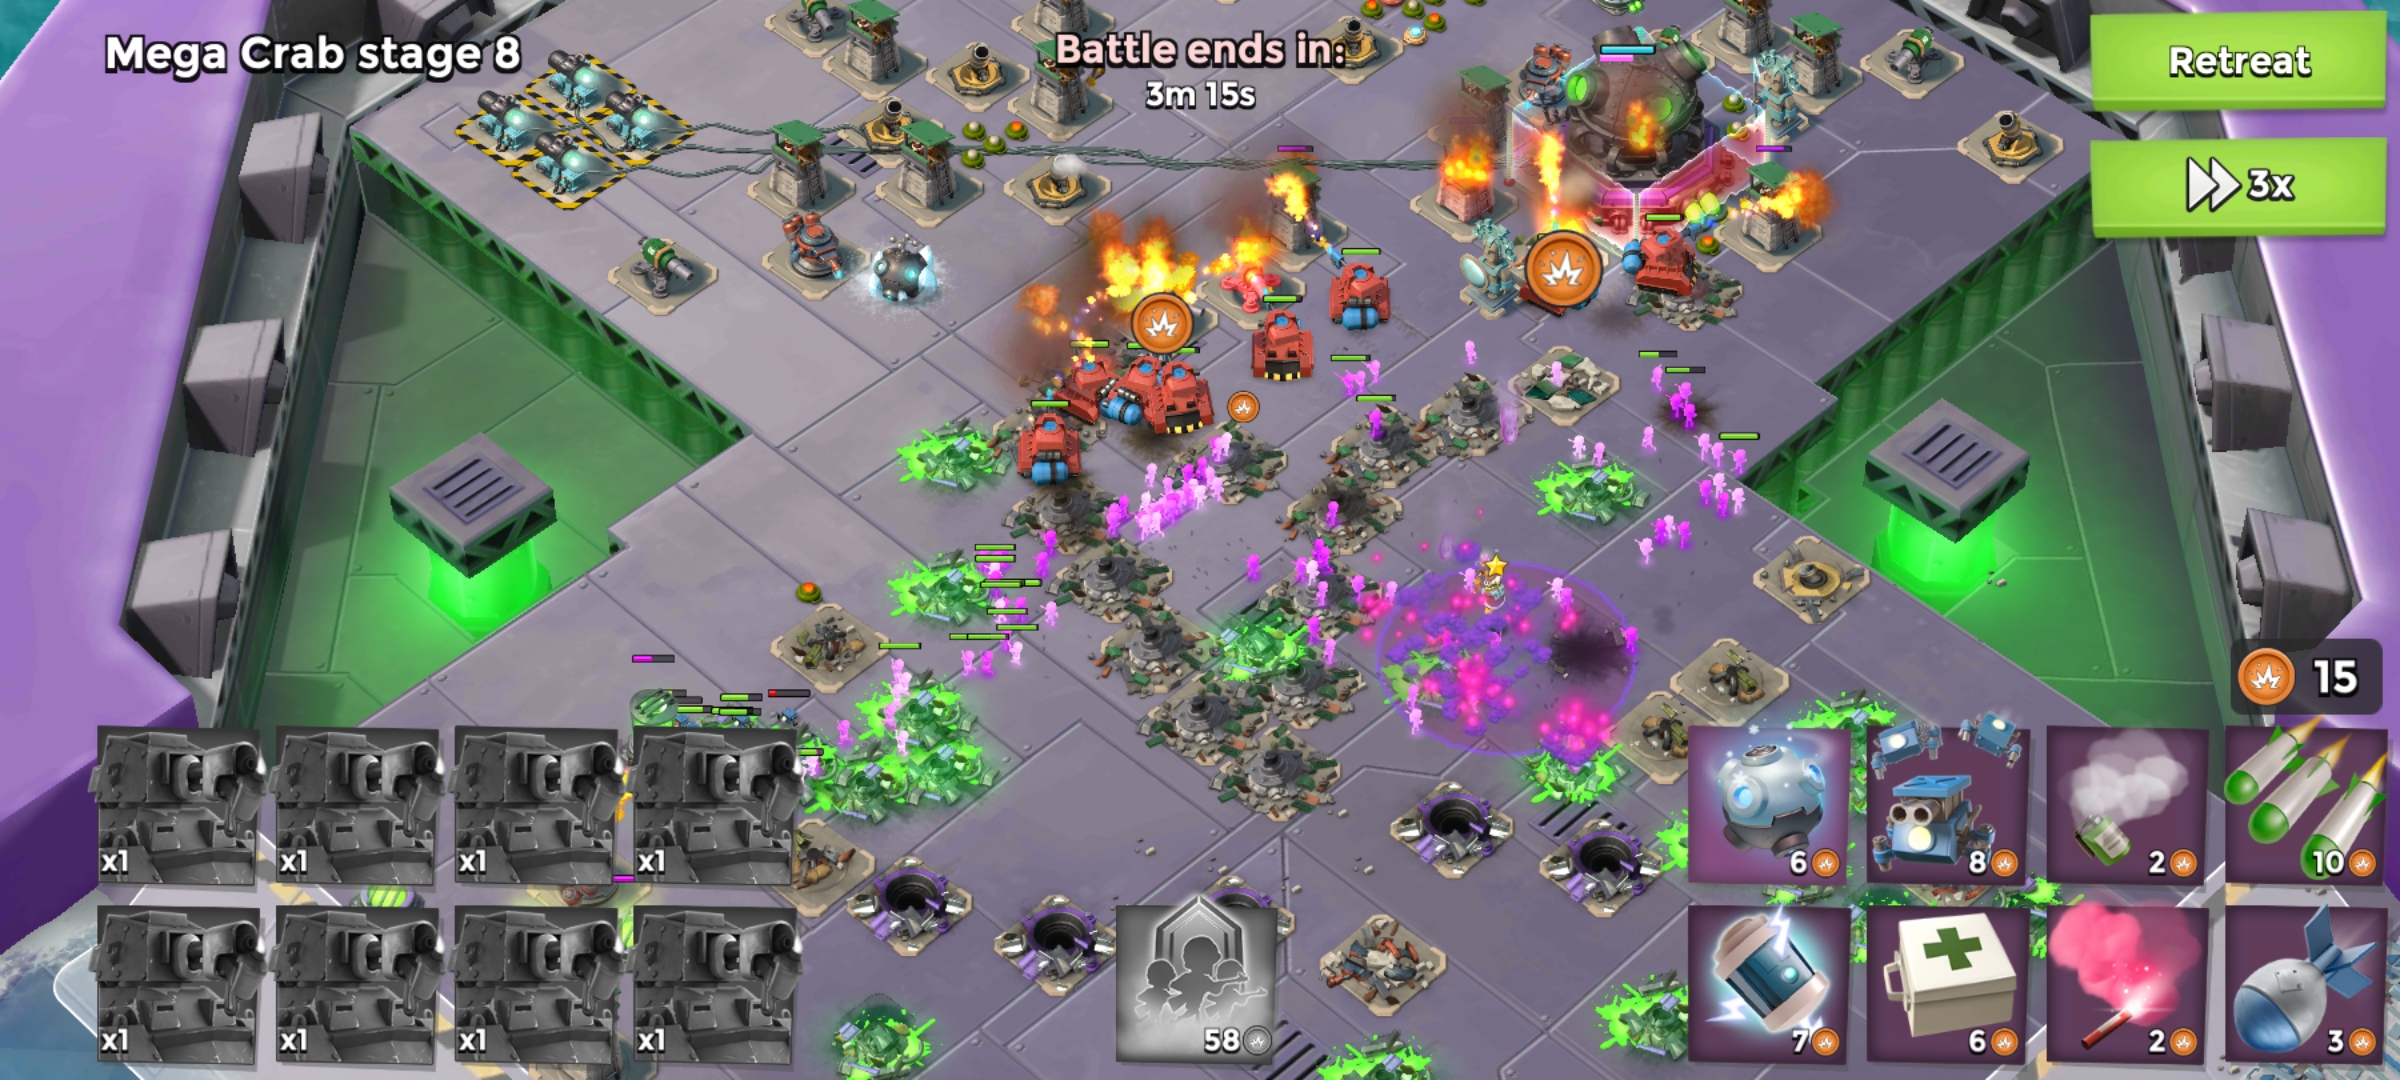 Mega Crab stage 8
Battle ends in:
3m 15s
Retreat
3x
15
x1
x1
x1
x1
6
8
2
10
x1
x1
x1
x1
58
7
6
2
3